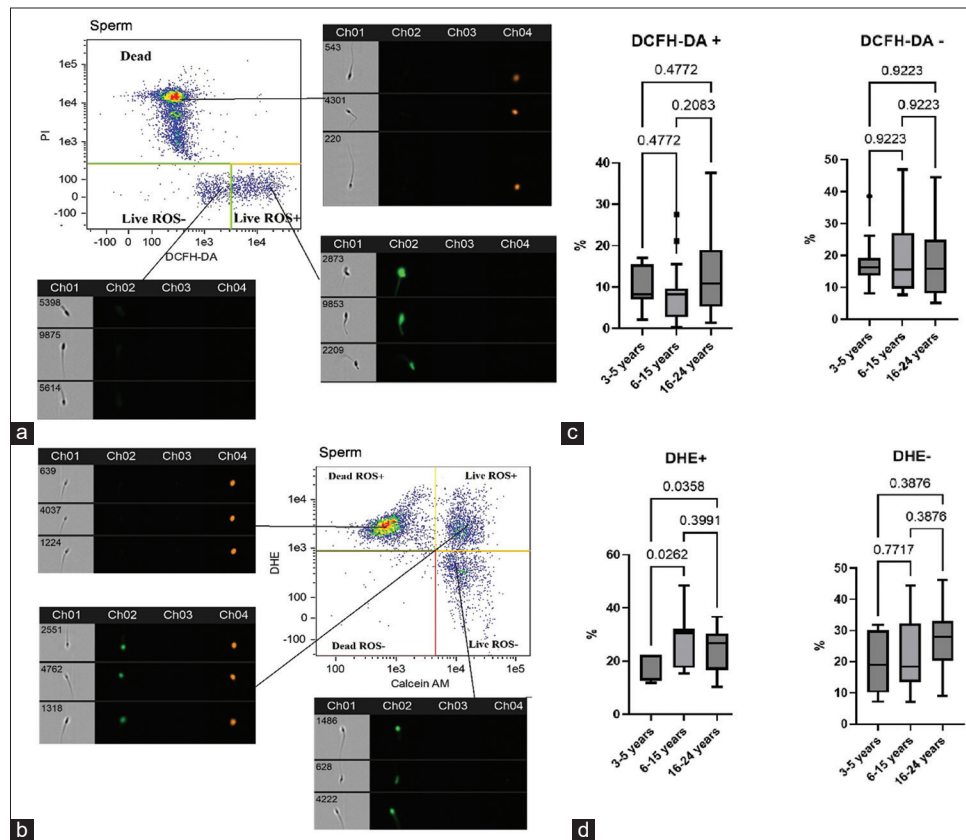 Sperm
Dead
PI
1e5
1e4
1e3
100
0
-100
Live ROS-
Live ROS+
-100
100
1e3
1e4
DCFH-DA
Ch01 Ch02 Ch03 Ch04
543
4301
220
Ch01 Ch02 Ch03 Ch04
2873
9853
2209
Ch01 Ch02 Ch03 Ch04
5398
9875
5614
a
DCFH-DA +
0.4772
0.2083
0.4772
%
40
30
20
10
0
3-5 years
6-15 years
16-24 years
DCFH-DA -
0.9223
0.9223
0.9223
%
50
40
30
20
10
0
3-5 years
6-15 years
16-24 years
c
Ch01 Ch02 Ch03 Ch04
639
4037
1224
Ch01 Ch02 Ch03 Ch04
2551
4762
1318
Sperm
Dead ROS+
Live ROS+
DHE
1e4
1e3
100
0
-100
Dead ROS-
Live ROS-
100 1e3 1e4 1e5
Calcein AM
Ch01 Ch02 Ch03 Ch04
1486
628
4222
b
DHE+
0.0358
0.3991
0.0262
%
60
40
20
0
3-5 years
6-15 years
16-24 years
DHE-
0.3876
0.3876
0.7717
%
50
40
30
20
10
0
3-5 years
6-15 years
16-24 years
d